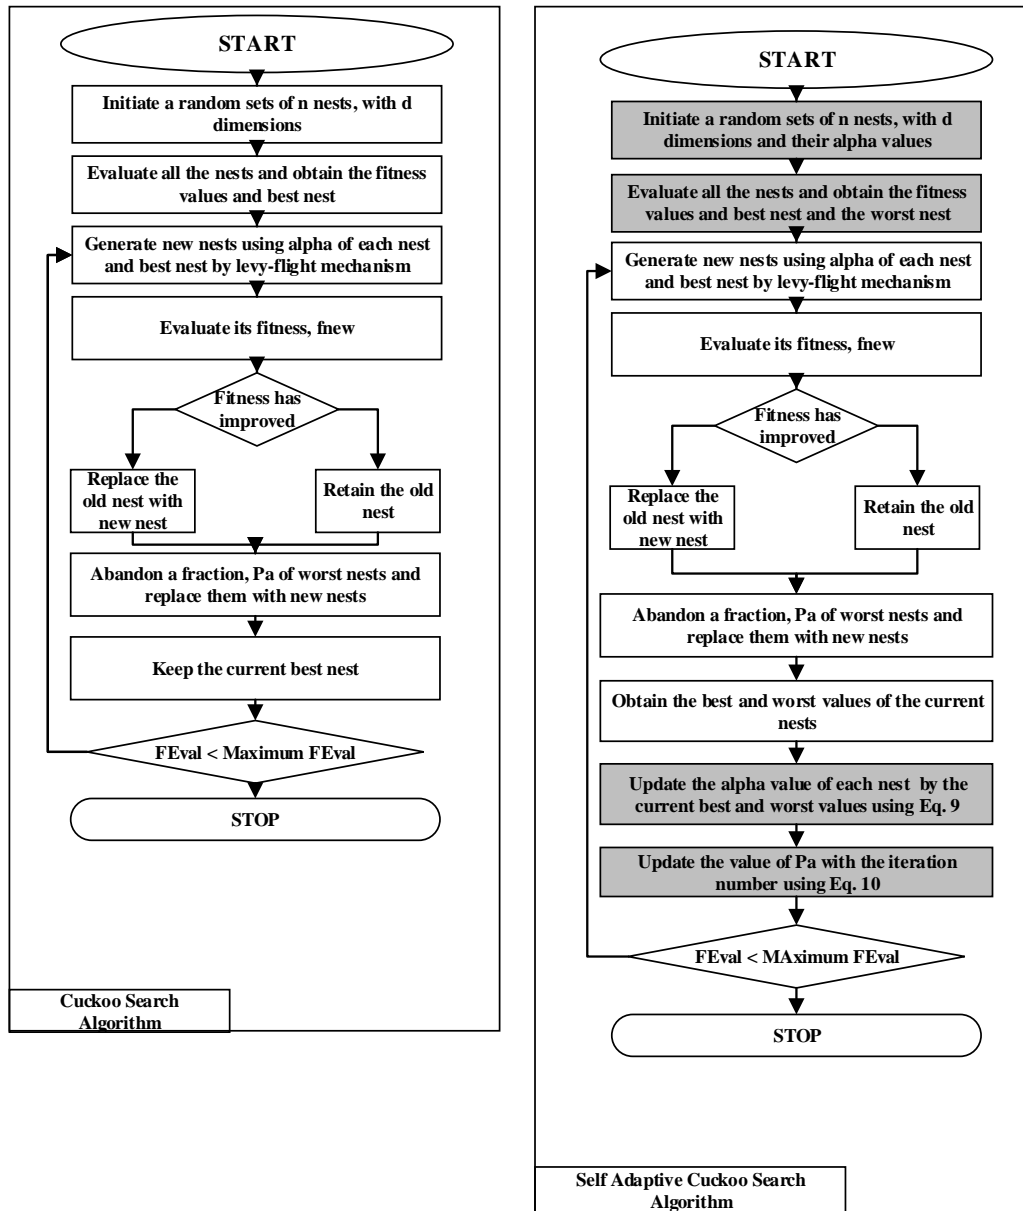 START
Initiate a random sets of n nests, with d
dimensions
Evaluate all the nests and obtain the fitness
values and best nest
Generate new nests using alpha of each nest
and best nest by levy-flight mechanism
Evaluate its fitness, fnew
Fitness has
improved
Replace the
old nest with
new nest
Retain the old
nest
Abandon a fraction, Pa of worst nests and
replace them with new nests
Keep the current best nest
FEval < Maximum FEval
STOP
Cuckoo Search
Algorithm
START
Initiate a random sets of n nests, with d
dimensions and their alpha values
Evaluate all the nests and obtain the fitness
values and best nest and the worst nest
Generate new nests using alpha of each nest
and best nest by levy-flight mechanism
Evaluate its fitness, fnew
Fitness has
improved
Replace the
old nest with
new nest
Retain the old
nest
Abandon a fraction, Pa of worst nests and
replace them with new nests
Obtain the best and worst values of the current
nests
Update the alpha value of each nest by the
current best and worst values using Eq. 9
Update the value of Pa with the iteration
number using Eq. 10
FEval < MAximum FEval
STOP
Self Adaptive Cuckoo Search
Algorithm